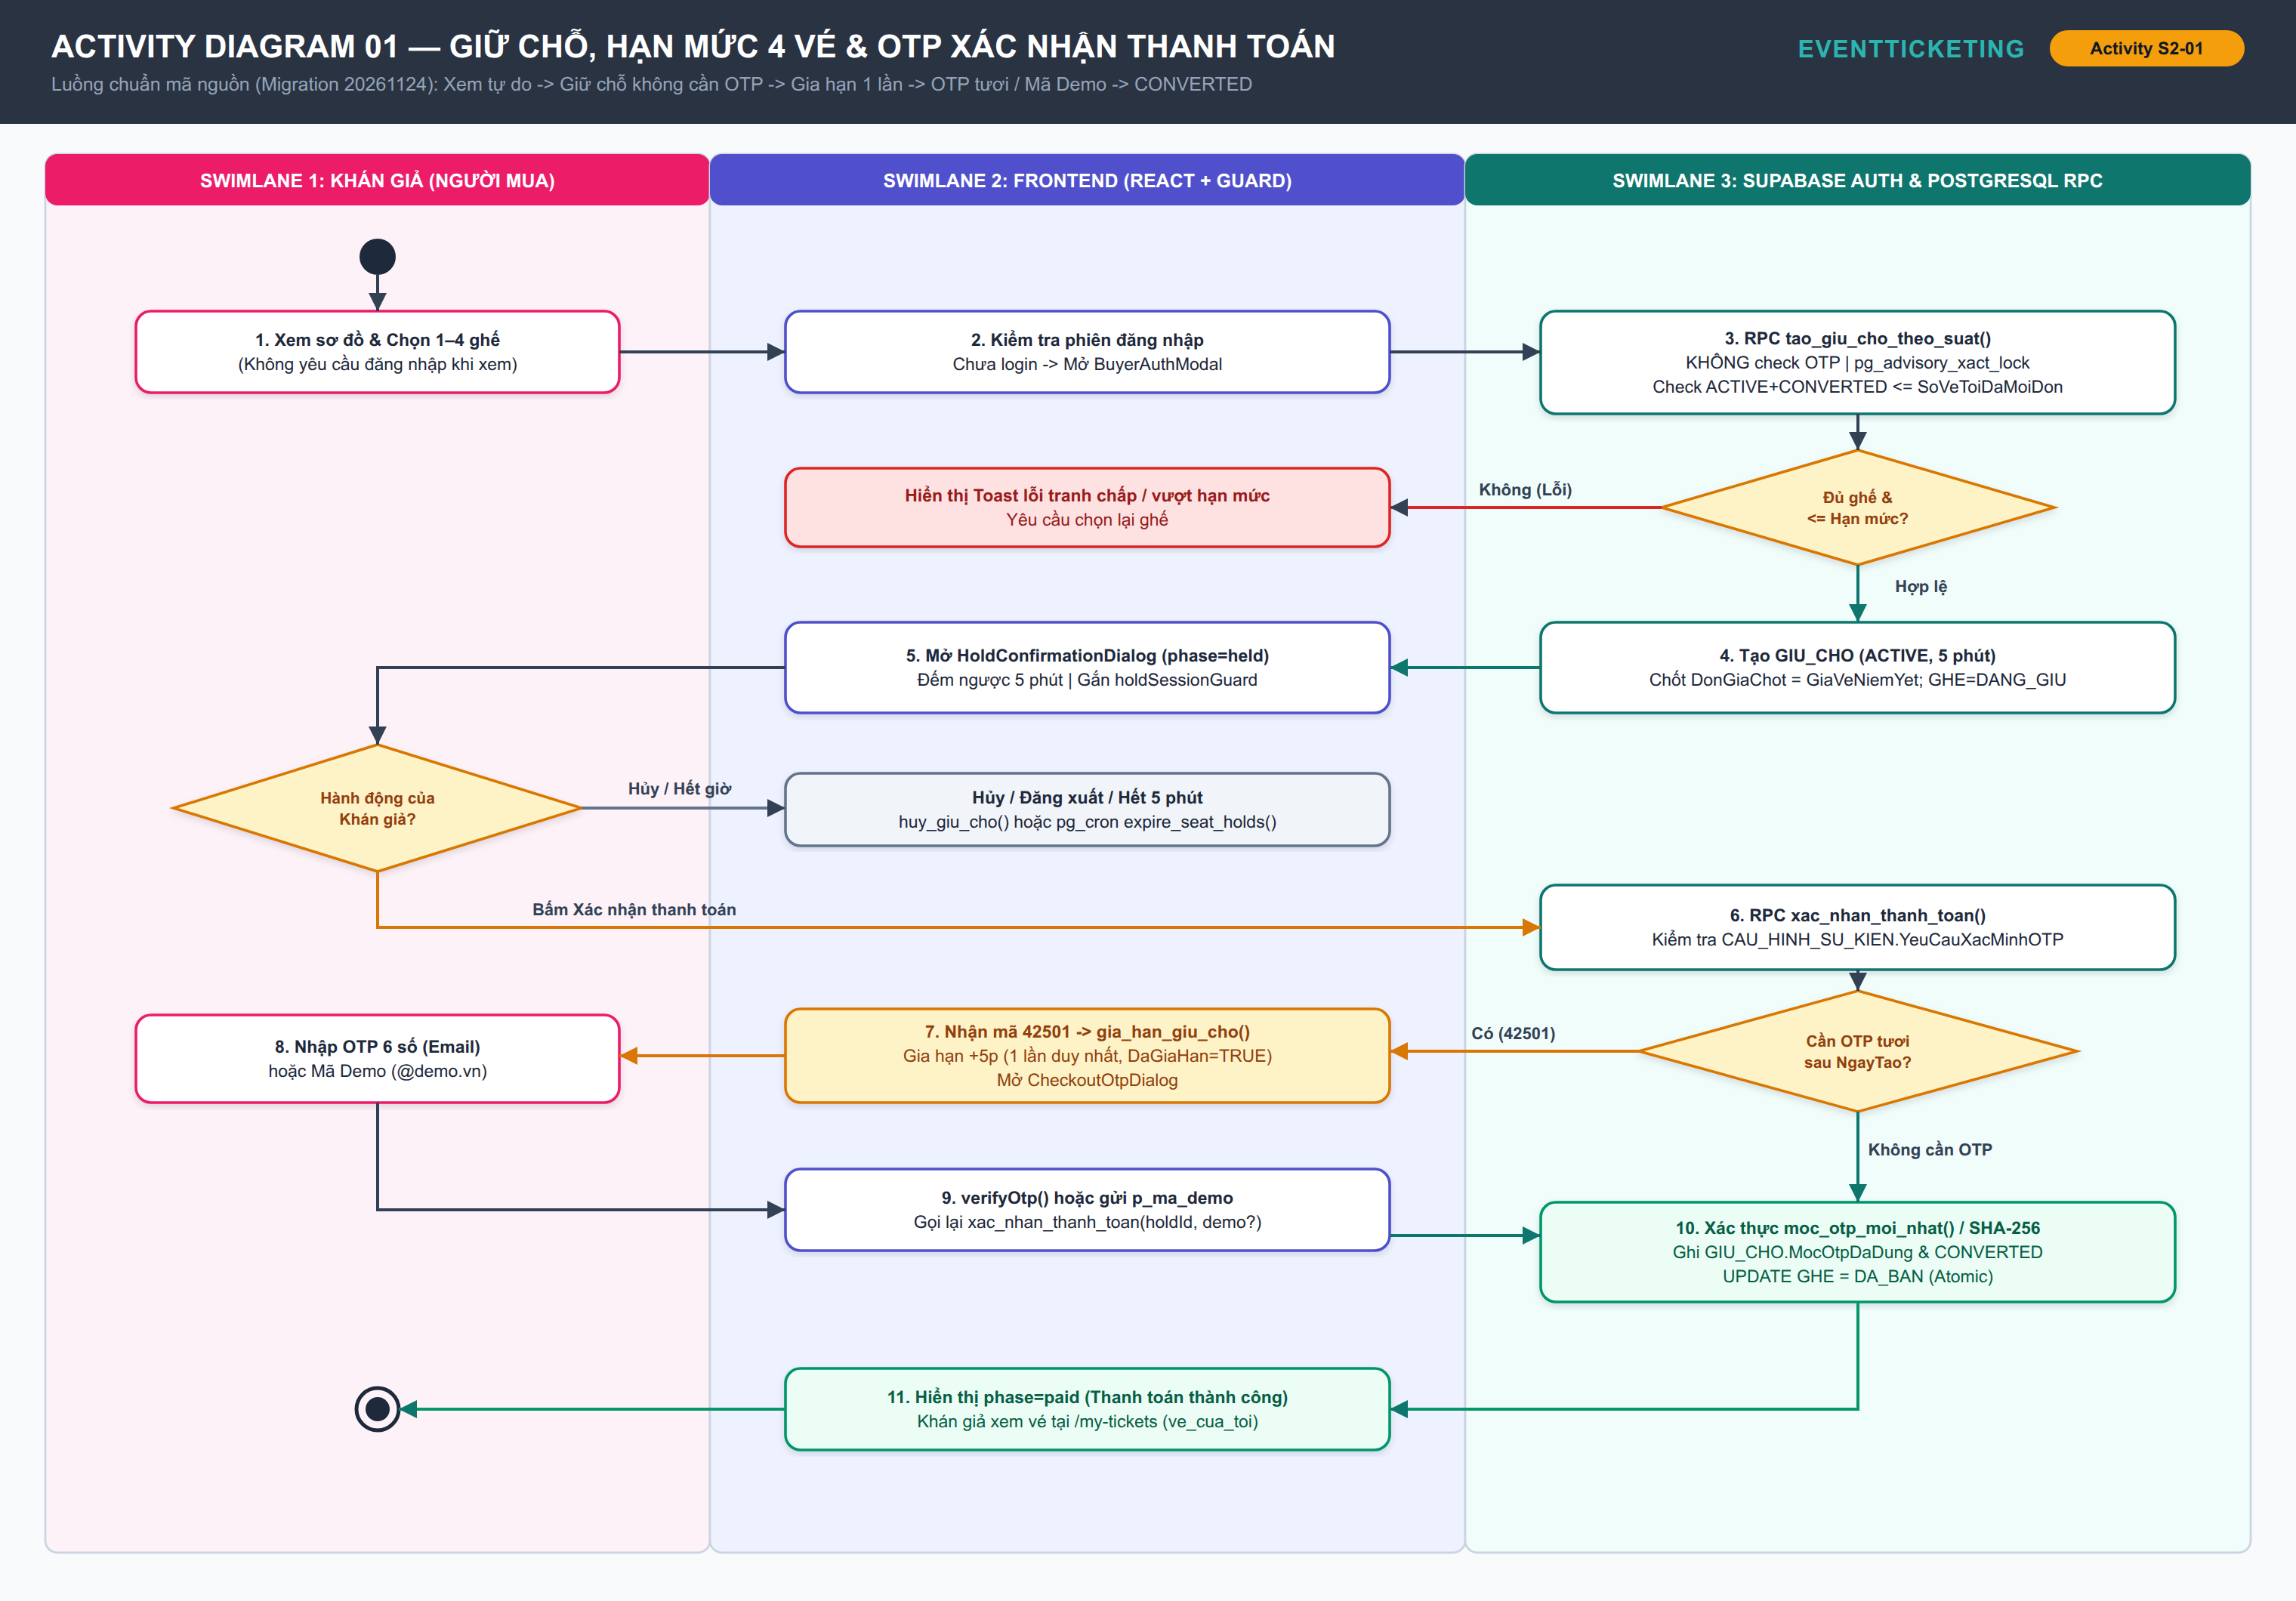 ACTIVITY DIAGRAM 01 — GIỮ CHỖ, HẠN MỨC 4 VÉ & OTP XÁC NHẬN THANH TOÁN
Luồng chuẩn mã nguồn (Migration 20261124): Xem tự do -> Giữ chỗ không cần OTP -> Gia hạn 1 lần -> OTP tươi / Mã Demo -> CONVERTED
EVENTTICKETING
Activity S2-01
SWIMLANE 1: KHÁN GIẢ (NGƯỜI MUA)
SWIMLANE 2: FRONTEND (REACT + GUARD)
SWIMLANE 3: SUPABASE AUTH & POSTGRESQL RPC
1. Xem sơ đồ & Chọn 1–4 ghế
(Không yêu cầu đăng nhập khi xem)
2. Kiểm tra phiên đăng nhập
Chưa login -> Mở BuyerAuthModal
3. RPC tao_giu_cho_theo_suat()
KHÔNG check OTP | pg_advisory_xact_lock
Check ACTIVE+CONVERTED <= SoVeToiDaMoiDon
Hiển thị Toast lỗi tranh chấp / vượt hạn mức
Yêu cầu chọn lại ghế
Không (Lỗi)
Đủ ghế &
<= Hạn mức?
Hợp lệ
5. Mở HoldConfirmationDialog (phase=held)
Đếm ngược 5 phút | Gắn holdSessionGuard
4. Tạo GIU_CHO (ACTIVE, 5 phút)
Chốt DonGiaChot = GiaVeNiemYet; GHE=DANG_GIU
Hành động của
Khán giả?
Hủy / Hết giờ
Hủy / Đăng xuất / Hết 5 phút
huy_giu_cho() hoặc pg_cron expire_seat_holds()
Bấm Xác nhận thanh toán
6. RPC xac_nhan_thanh_toan()
Kiểm tra CAU_HINH_SU_KIEN.YeuCauXacMinhOTP
8. Nhập OTP 6 số (Email)
hoặc Mã Demo (@demo.vn)
7. Nhận mã 42501 -> gia_han_giu_cho()
Gia hạn +5p (1 lần duy nhất, DaGiaHan=TRUE)
Mở CheckoutOtpDialog
Có (42501)
Cần OTP tươi
sau NgayTao?
Không cần OTP
9. verifyOtp() hoặc gửi p_ma_demo
Gọi lại xac_nhan_thanh_toan(holdId, demo?)
10. Xác thực moc_otp_moi_nhat() / SHA-256
Ghi GIU_CHO.MocOtpDaDung & CONVERTED
UPDATE GHE = DA_BAN (Atomic)
11. Hiển thị phase=paid (Thanh toán thành công)
Khán giả xem vé tại /my-tickets (ve_cua_toi)